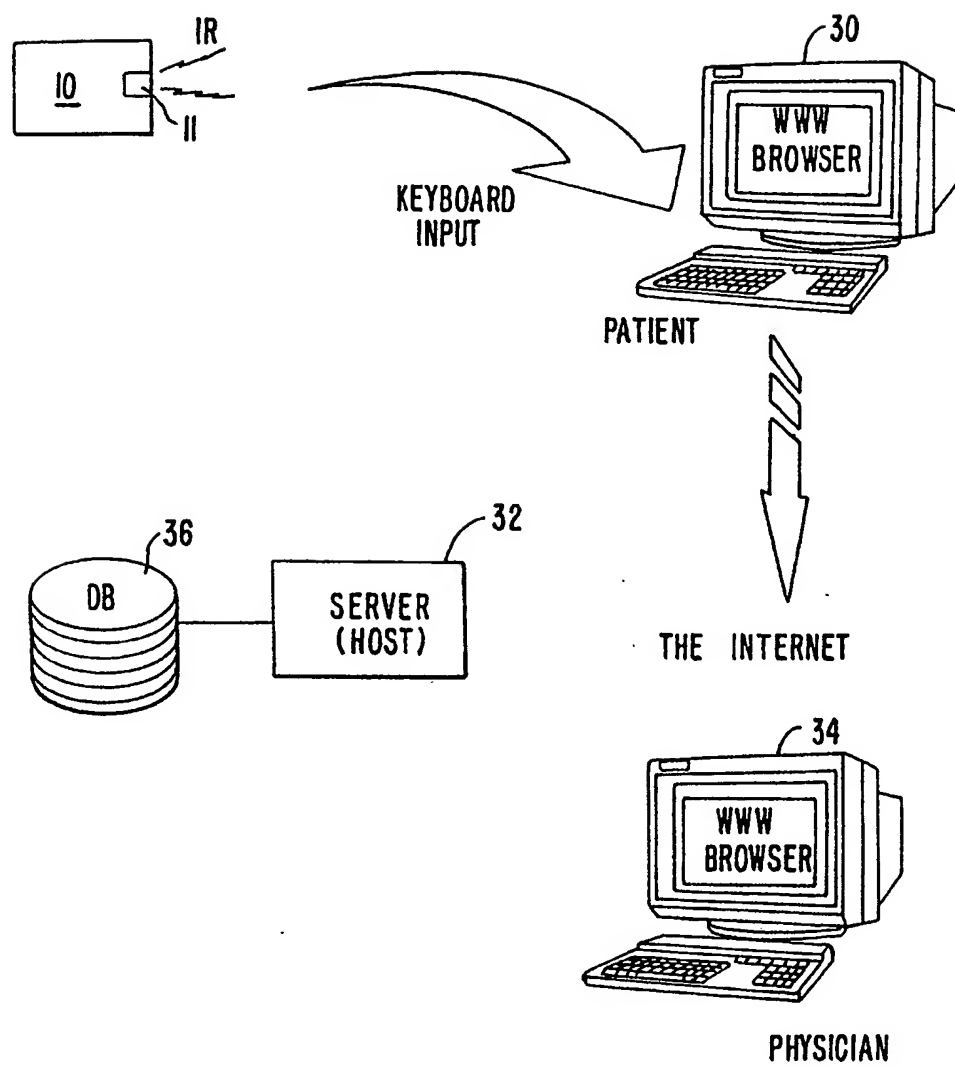 IR
30
10
11
WWW
BROWSER
KEYBOARD
INPUT
PATIENT
36
32
DB
SERVER
(HOST)
THE INTERNET
34
WWW
BROWSER
PHYSICIAN